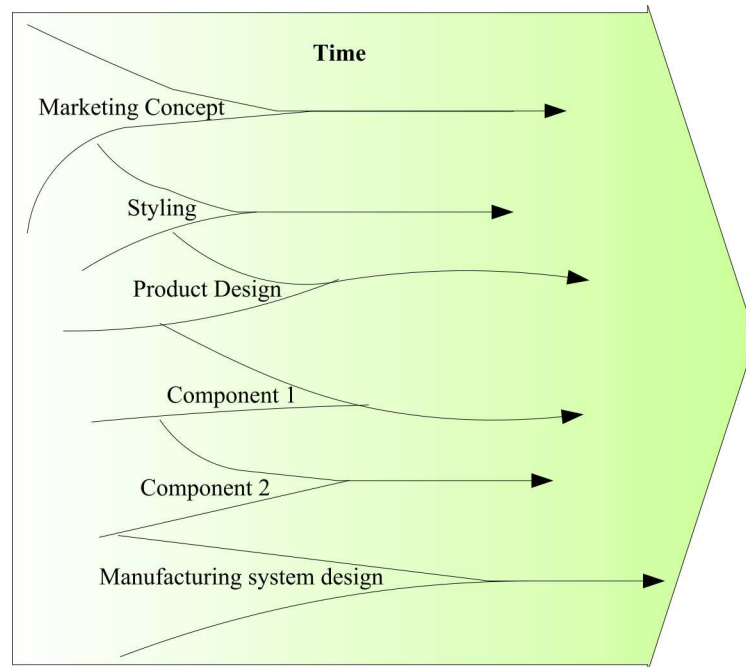 Time
Marketing Concept
Styling
Product Design
Component 1
Component 2
Manufacturing system design